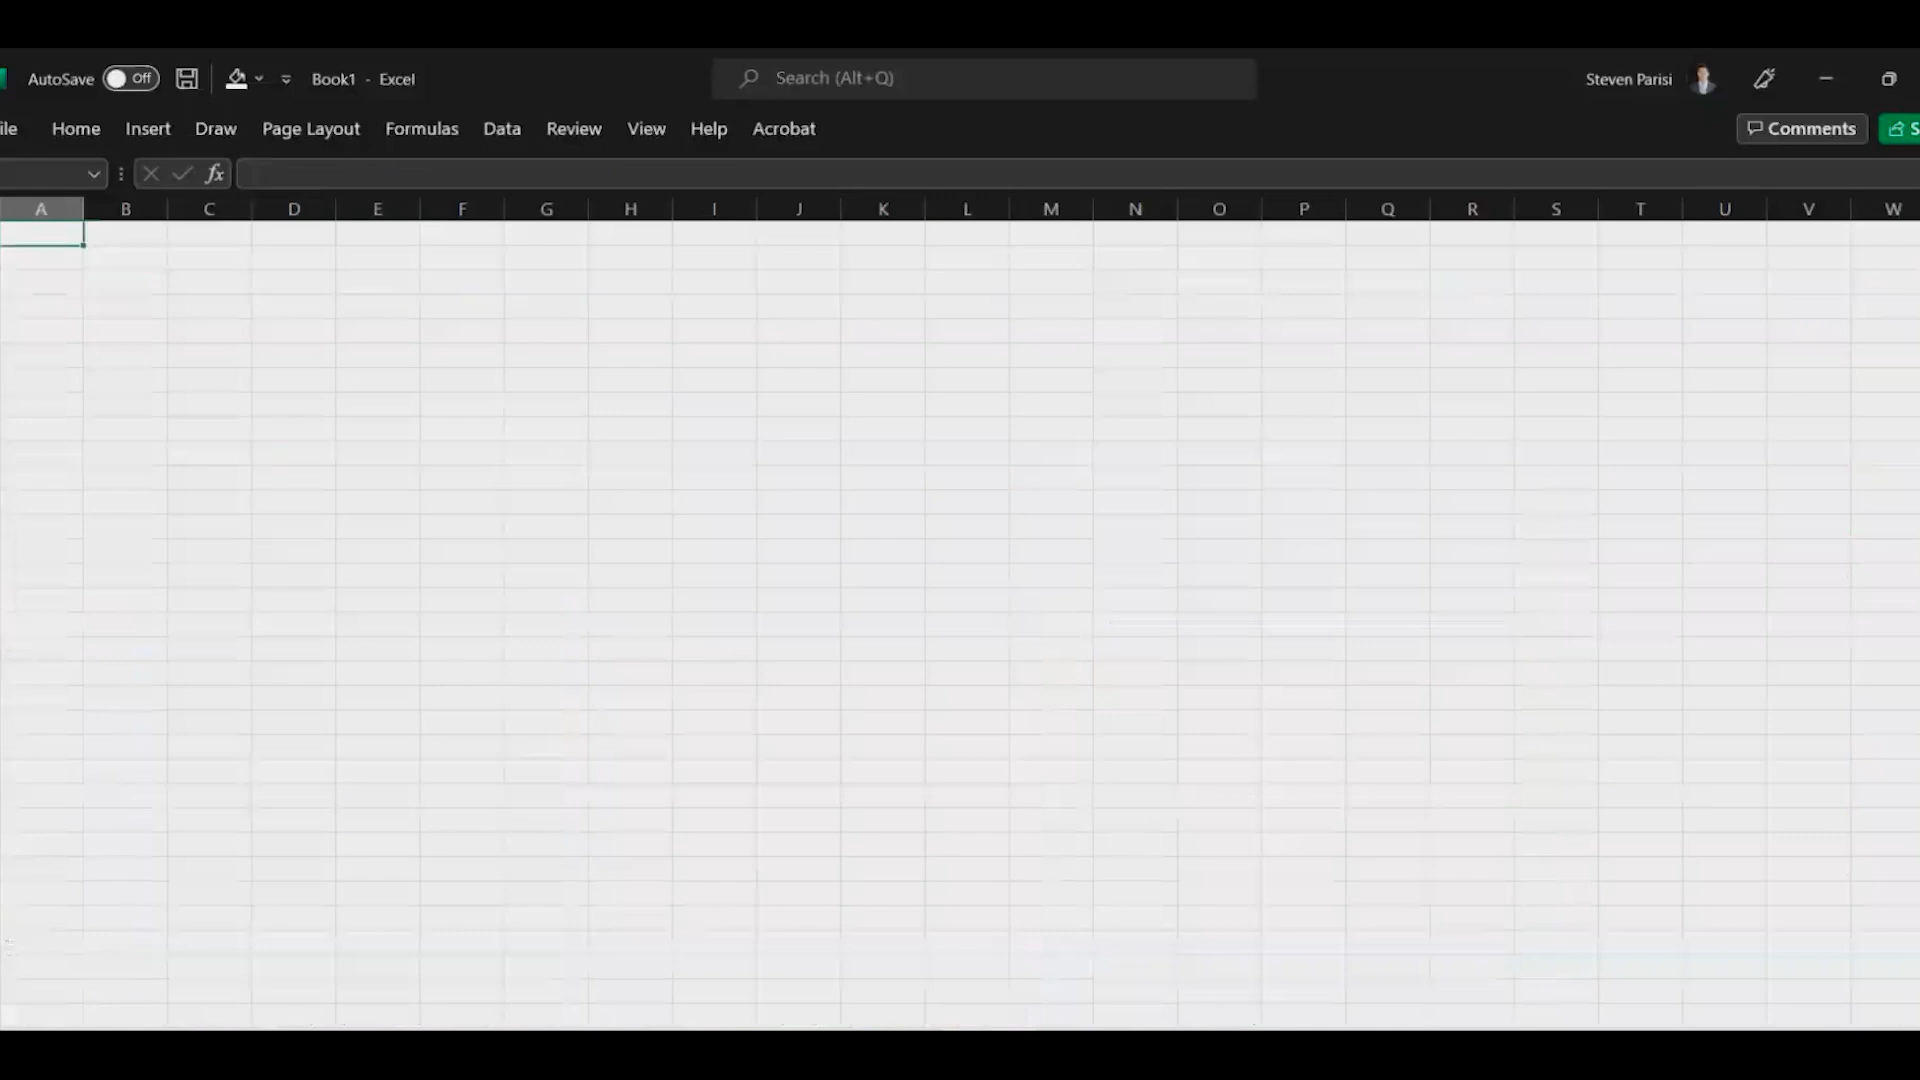 AutoSave Off Book1 - Excel Search (Alt+Q) Steven Parisi
ile Home Insert Draw Page Layout Formulas Data Review View Help Acrobat Comments S
fx
A B C D E F G H I J K L M N O P Q R S T U V W